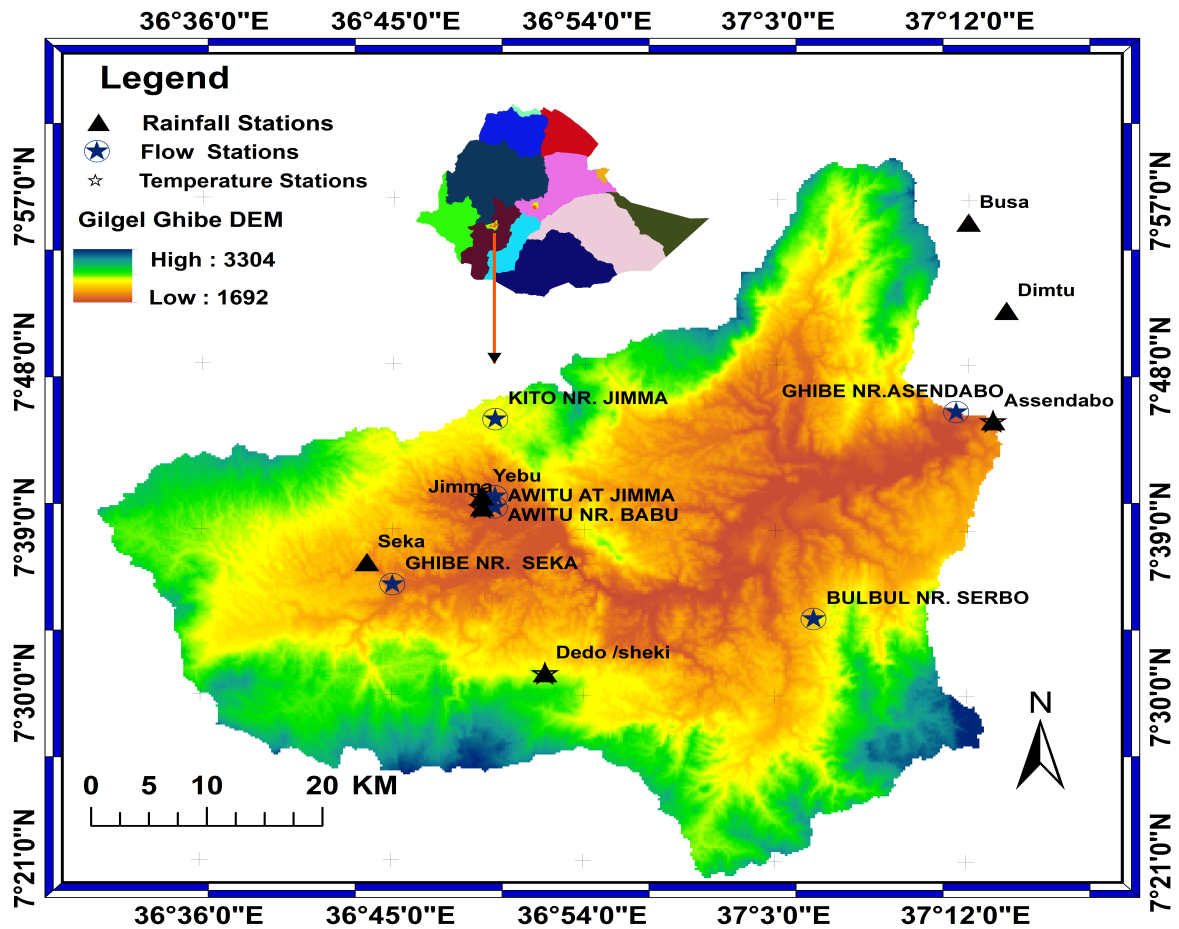 36°36'0"E 36°45'0"E 36°54'0"E 37°3'0"E 37°12'0"E
Legend
Rainfall Stations
Flow Stations
Temperature Stations
Gilgel Ghibe DEM
High : 3304
Low : 1692
7°57'0"N
7°48'0"N
7°39'0"N
7°30'0"N
7°21'0"N
Busa
Dimtu
GHIBE NR.ASENDABO
Assendabo
KITO NR. JIMMA
Yebu
Jimma
AWITU AT JIMMA
AWITU NR. BABU
Seka
GHIBE NR. SEKA
BULBUL NR. SERBO
Dedo /sheki
N
0 5 10 20 KM
7°57'0"N
7°48'0"N
7°39'0"N
7°30'0"N
7°21'0"N
36°36'0"E 36°45'0"E 36°54'0"E 37°3'0"E 37°12'0"E